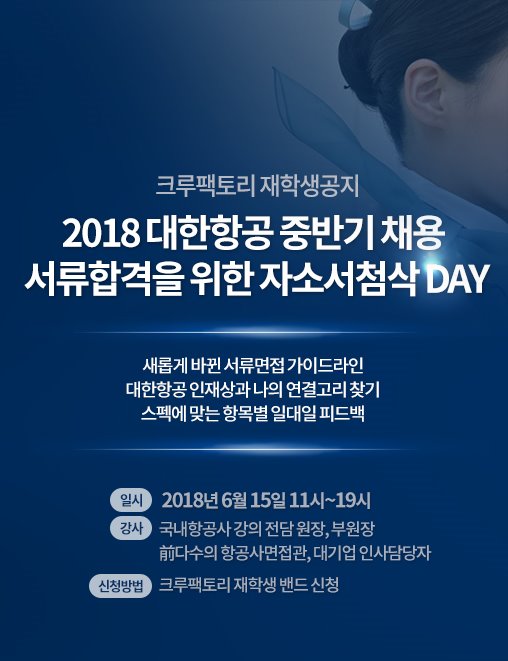 크루팩토리 재학생공지
2018 대한항공 중반기 채용
서류합격을 위한 자소서첨삭 DAY
새롭게 바뀐 서류면접 가이드라인
대한항공 인재상과 나의 연결고리 찾기
스펙에 맞는 항목별 일대일 피드백
일시 2018년 6월 15일 11시~19시
강사 국내항공사 강의 전담 원장, 부원장
前다수의 항공사면접관, 대기업 인사담당자
신청방법 크루팩토리 재학생 밴드 신청